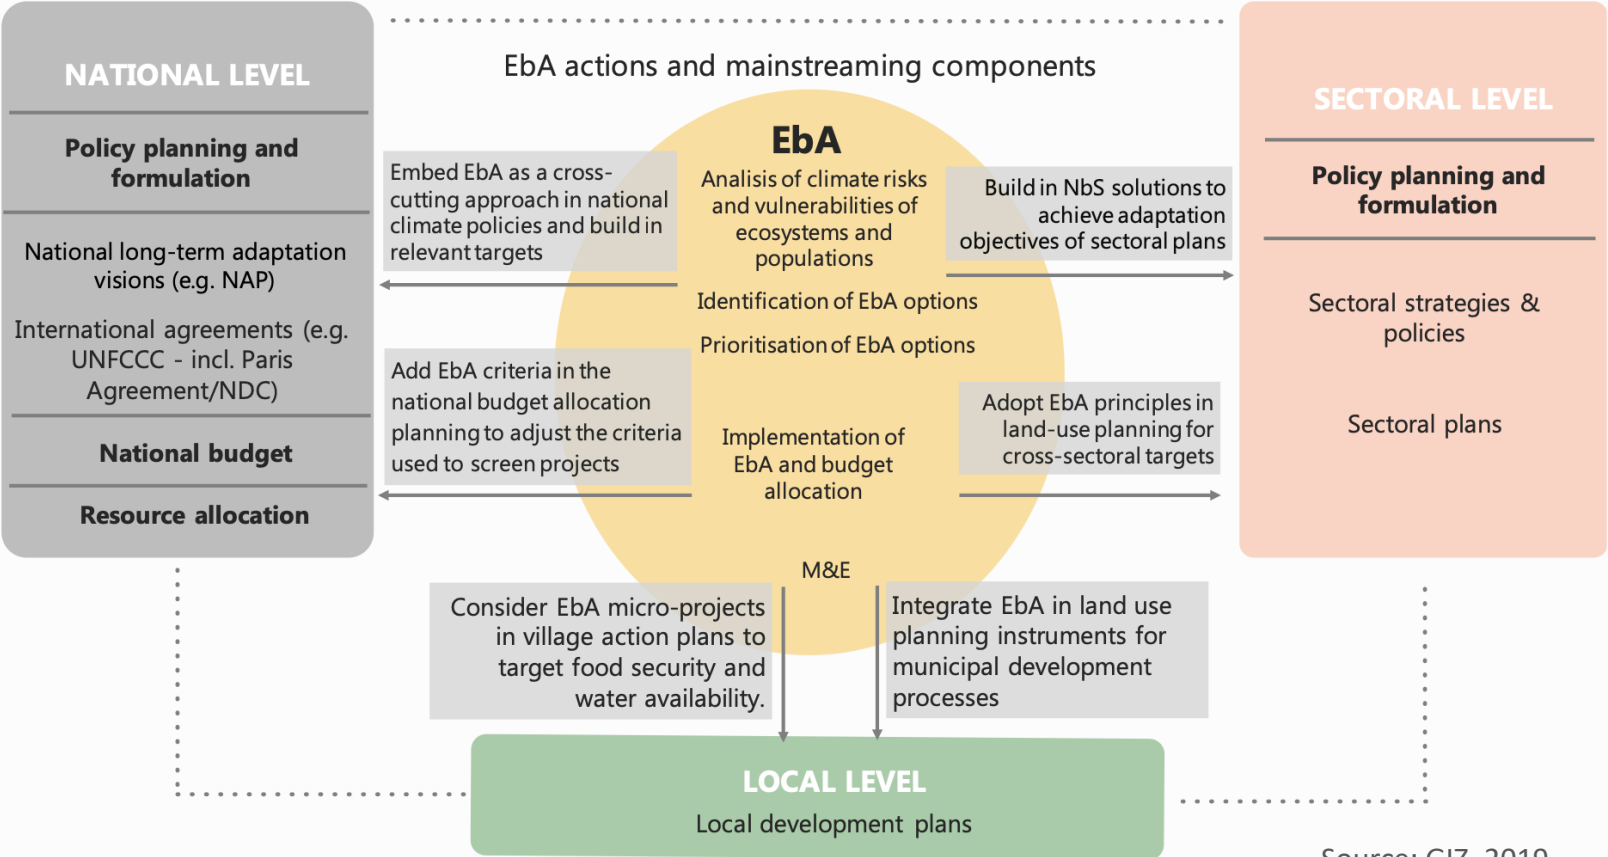 EbA actions and mainstreaming components
NATIONAL LEVEL
Policy planning and
formulation
National long-term adaptation
visions (e.g. NAP)
International agreements (e.g.
UNFCCC - incl. Paris
Agreement/NDC)
National budget
Resource allocation
Embed EbA as a cross-
cutting approach in national
climate policies and build in
relevant targets
Add EbA criteria in the
national budget allocation
planning to adjust the criteria
used to screen projects
EbA
Analisis of climate risks
and vulnerabilities of
ecosystems and
populations
Identification of EbA options
Prioritisation of EbA options
Implementation of
EbA and budget
allocation
M&E
Build in NbS solutions to
achieve adaptation
objectives of sectoral plans
Adopt EbA principles in
land-use planning for
cross-sectoral targets
SECTORAL LEVEL
Policy planning and
formulation
Sectoral strategies &
policies
Sectoral plans
Consider EbA micro-projects
in village action plans to
target food security and
water availability.
Integrate EbA in land use
planning instruments for
municipal development
processes
LOCAL LEVEL
Local development plans
Source: GIZ, 2019